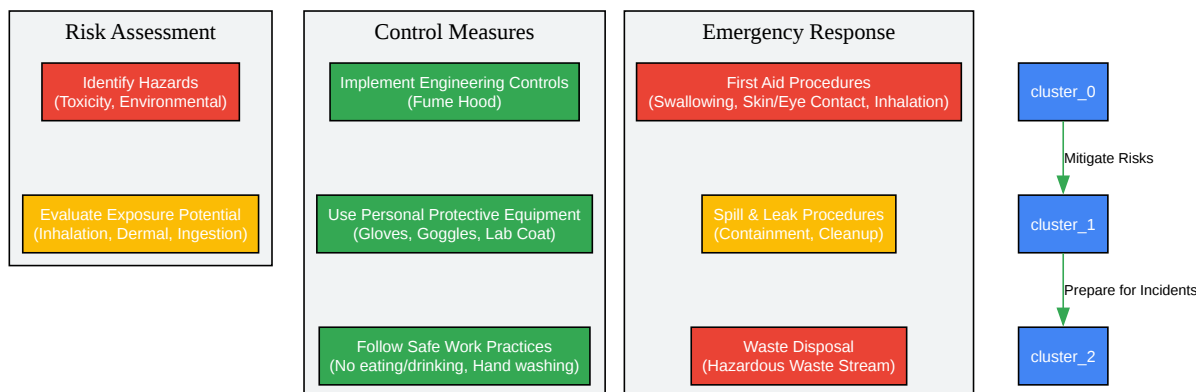 Risk Assessment
Identify Hazards
(Toxicity, Environmental)
Evaluate Exposure Potential
(Inhalation, Dermal, Ingestion)
Control Measures
Implement Engineering Controls
(Fume Hood)
Use Personal Protective Equipment
(Gloves, Goggles, Lab Coat)
Follow Safe Work Practices
(No eating/drinking, Hand washing)
Emergency Response
First Aid Procedures
(Swallowing, Skin/Eye Contact, Inhalation)
Spill & Leak Procedures
(Containment, Cleanup)
Waste Disposal
(Hazardous Waste Stream)
cluster_0
Mitigate Risks
cluster_1
Prepare for Incidents
cluster_2